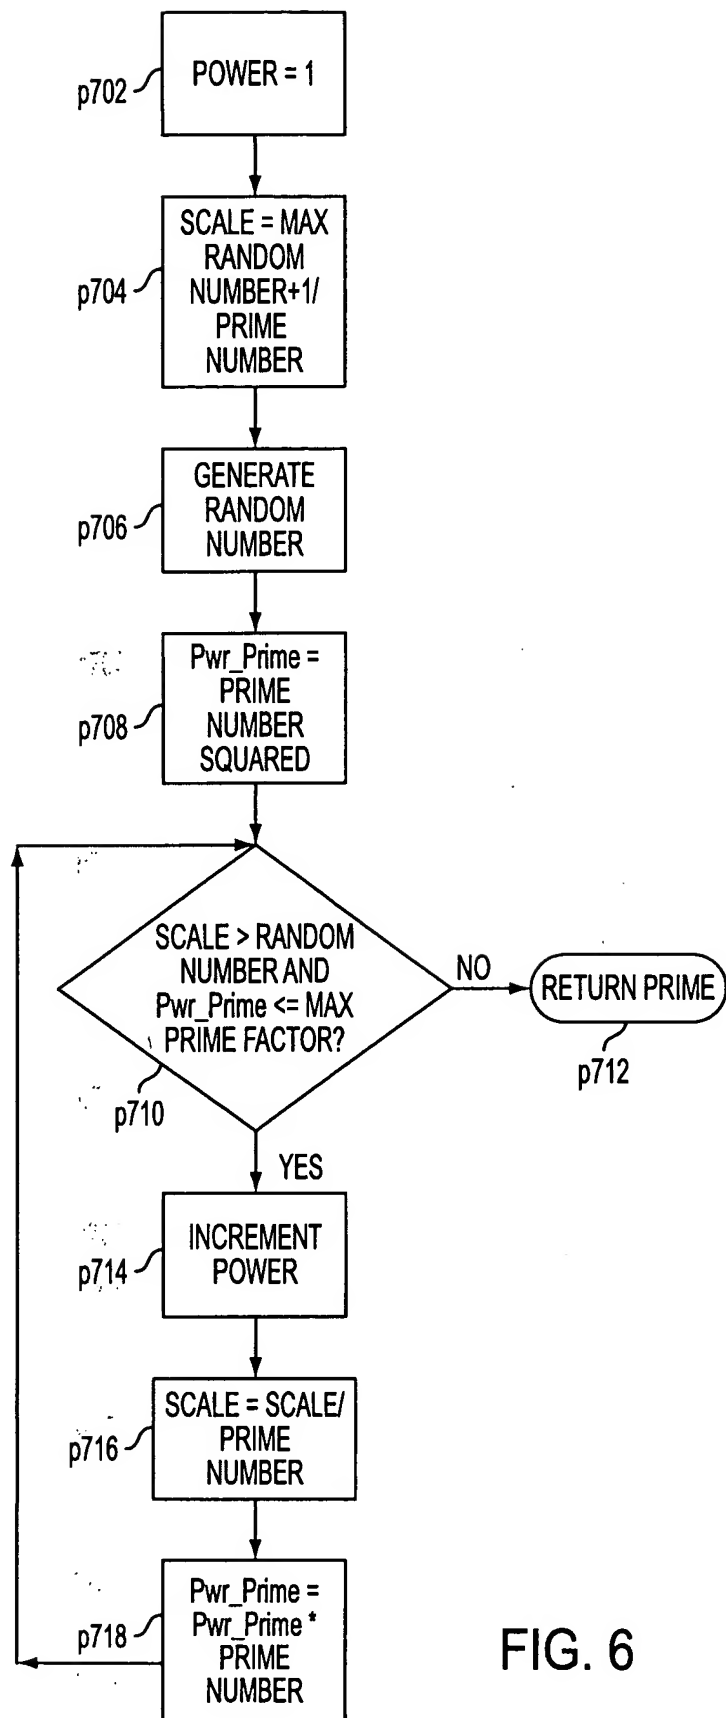 POWER = 1
p702
SCALE = MAX
RANDOM
NUMBER+1/
PRIME
NUMBER
p704
GENERATE
RANDOM
NUMBER
p706
Pwr_Prime =
PRIME
NUMBER
SQUARED
p708
SCALE > RANDOM
NUMBER AND
Pwr_Prime <= MAX
PRIME FACTOR?
p710
NO
RETURN PRIME
p712
YES
INCREMENT
POWER
p714
SCALE = SCALE/
PRIME
NUMBER
p716
Pwr_Prime =
Pwr_Prime *
PRIME
NUMBER
p718
FIG. 6